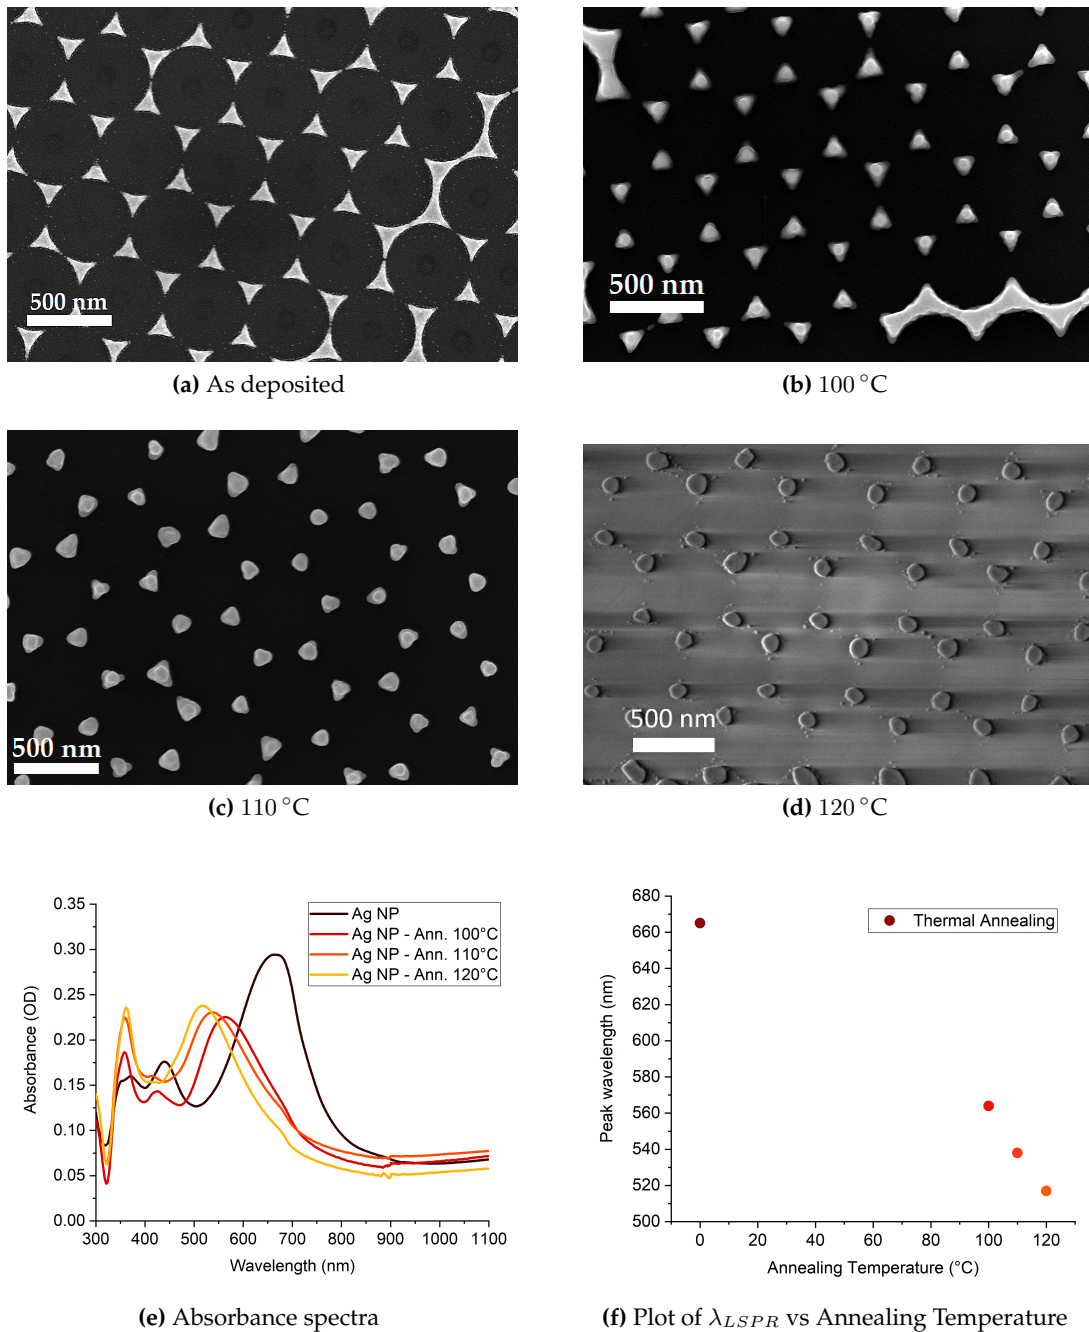 500 nm
500 nm
(a) As deposited
(b) 100 °C
500 nm
500 nm
(c) 110 °C
(d) 120 °C
0.35
0.30
0.25
0.20
0.15
0.10
0.05
0.00
300 400 500 600 700 800 900 1000 1100
Absorbance (OD)
Wavelength (nm)
Ag NP
Ag NP - Ann. 100°C
Ag NP - Ann. 110°C
Ag NP - Ann. 120°C
680
660
640
620
600
580
560
540
520
500
0 20 40 60 80 100 120
Peak wavelength (nm)
Annealing Temperature (°C)
Thermal Annealing
(e) Absorbance spectra
(f) Plot of λLSPR vs Annealing Temperature